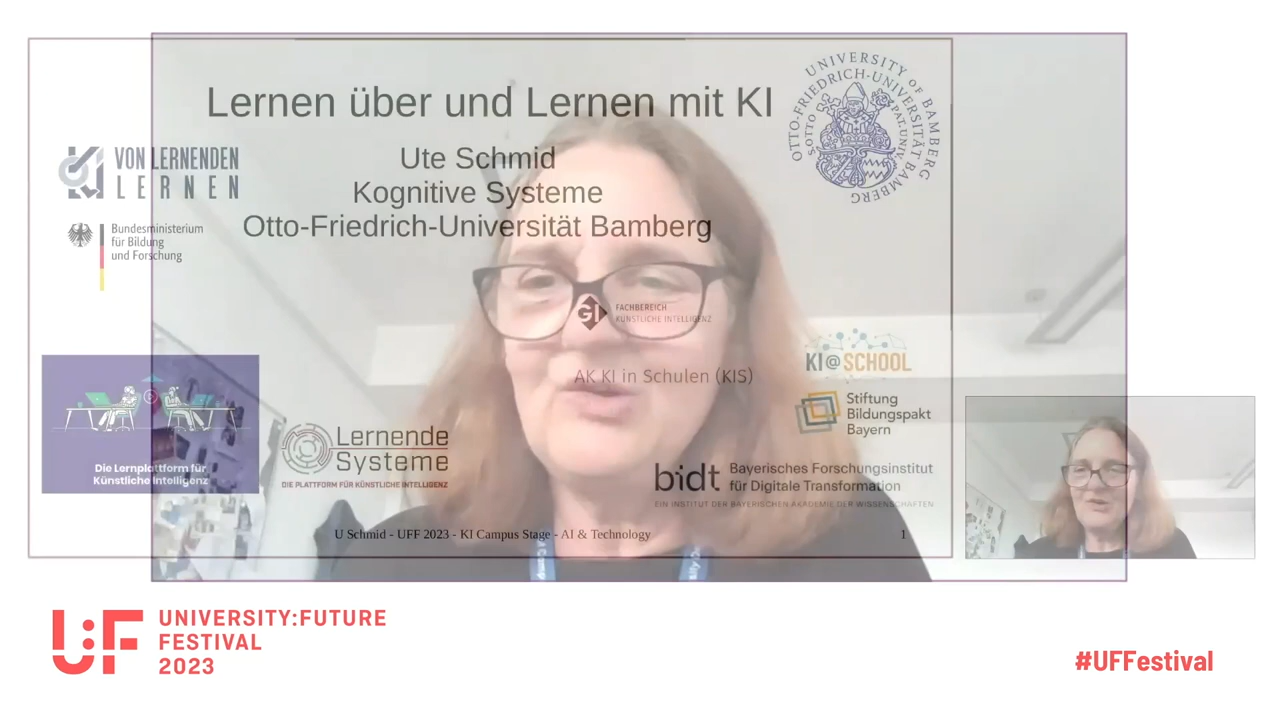 Lernen über und Lernen mit KI
Ute Schmid
Kognitive Systeme
Otto-Friedrich-Universität Bamberg
UNIVERSITY OF BAMBERG
OTTO-FRIEDRICH-UNIVERSITÄT BAMBERG
VON LERNENDEN
LERNEN
Bundesministerium
für Bildung
und Forschung
GI
FACHBEREICH
KÜNSTLICHE INTELLIGENZ
AK KI in Schulen (KIS)
KI@SCHOOL
Stiftung
Bildungspakt
Bayern
Die Lernplattform für
Künstliche Intelligenz
Lernende
Systeme
DIE PLATTFORM FÜR KÜNSTLICHE INTELLIGENZ
bidt
Bayerisches Forschungsinstitut
für Digitale Transformation
EIN INSTITUT DER BAYERISCHEN AKADEMIE DER WISSENSCHAFTEN
U Schmid - UFF 2023 - KI Campus Stage - AI & Technology
1
U:F
UNIVERSITY:FUTURE
FESTIVAL
2023
#UFFestival